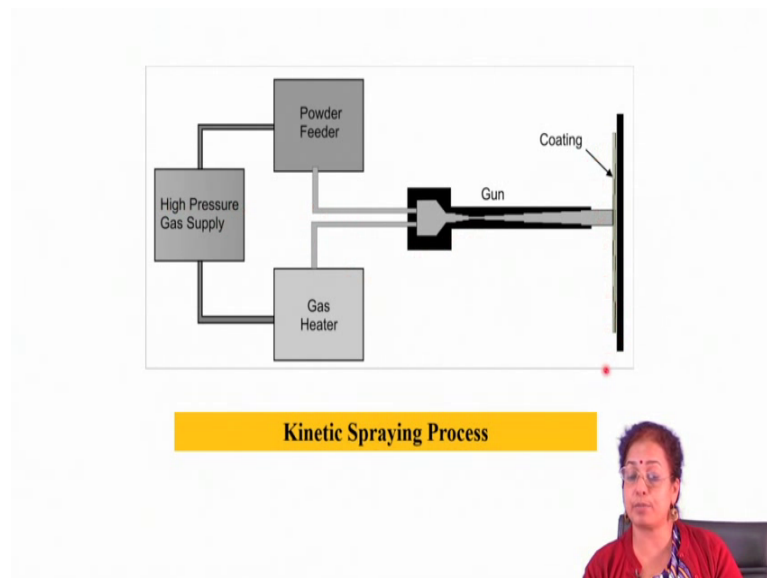 Powder
Feeder
High Pressure
Gas Supply
Gas
Heater
Gun
Coating
Kinetic Spraying Process